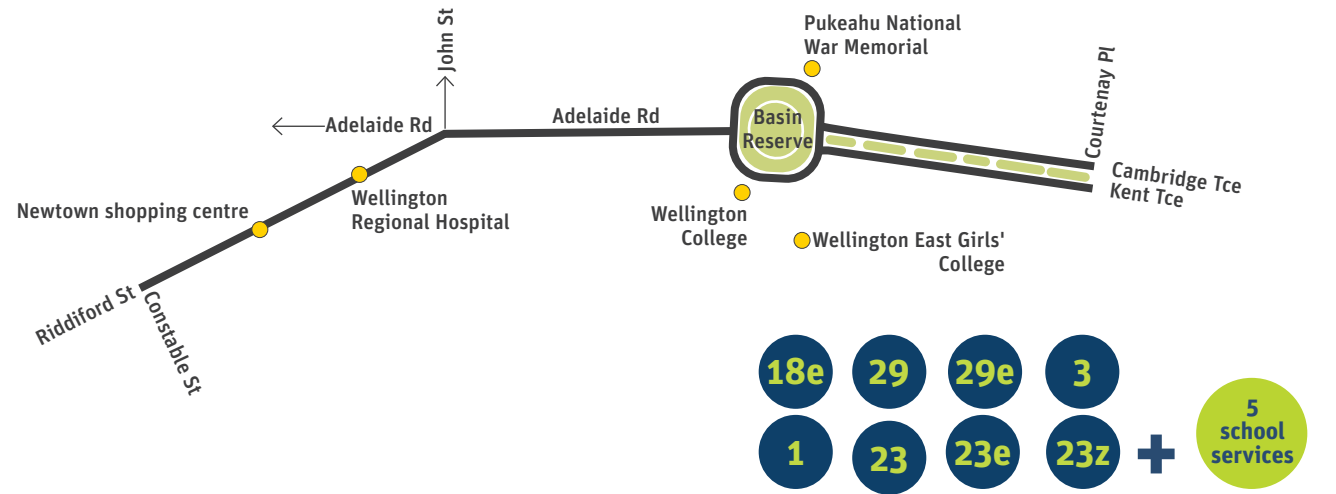 Pukeahu National
War Memorial
John St
Courtenay Pl
Adelaide Rd
Adelaide Rd
Basin
Reserve
Cambridge Tce
Kent Tce
Wellington
Regional Hospital
Newtown shopping centre
Wellington
College
Wellington East Girls'
College
Riddiford St
Constable St
18e
29
29e
3
1
23
23e
23z
+
5
school
services